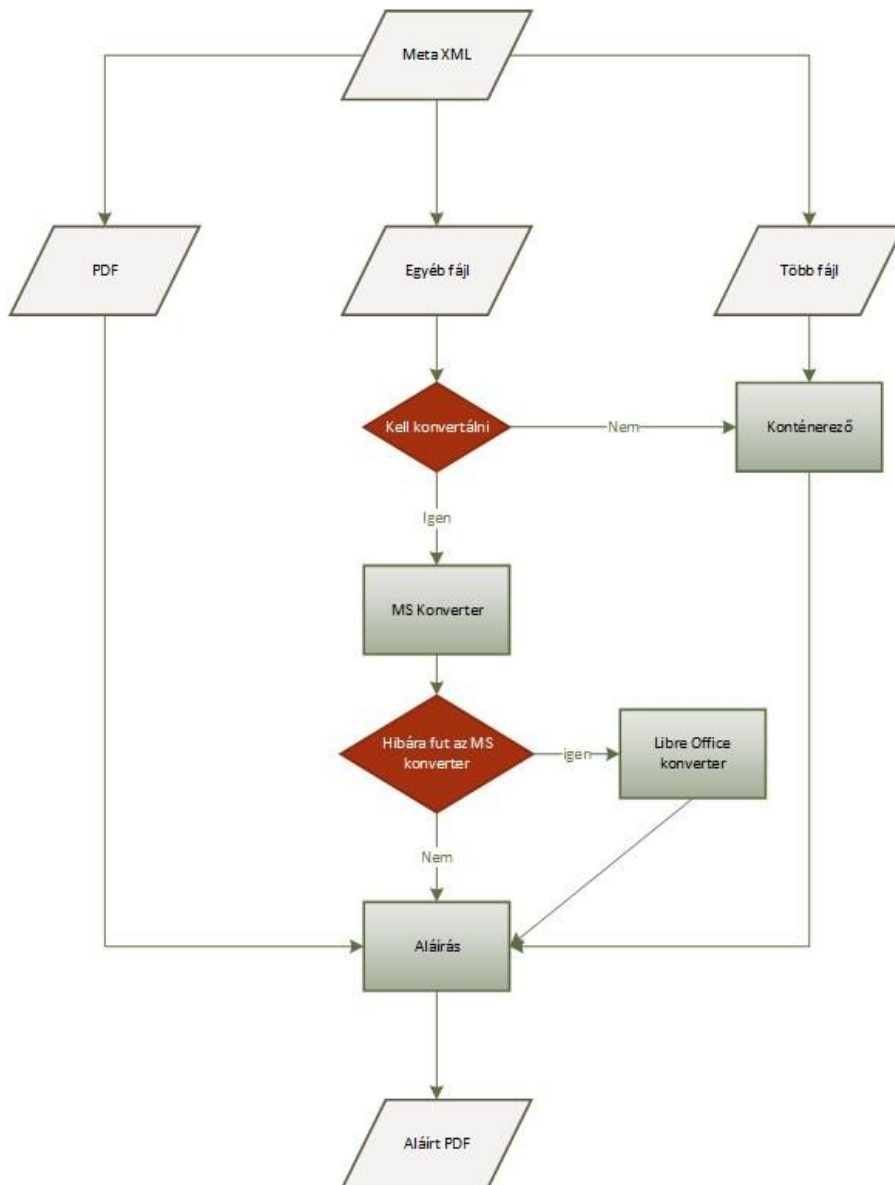 Meta XML
PDF
Egyéb fájl
Több fájl
Kell konvertálni
Nem
Konténerező
Igen
MS Konverter
Hibára fut az MS
konverter
igen
Libre Office
konverter
Nem
Aláírás
Aláírt PDF